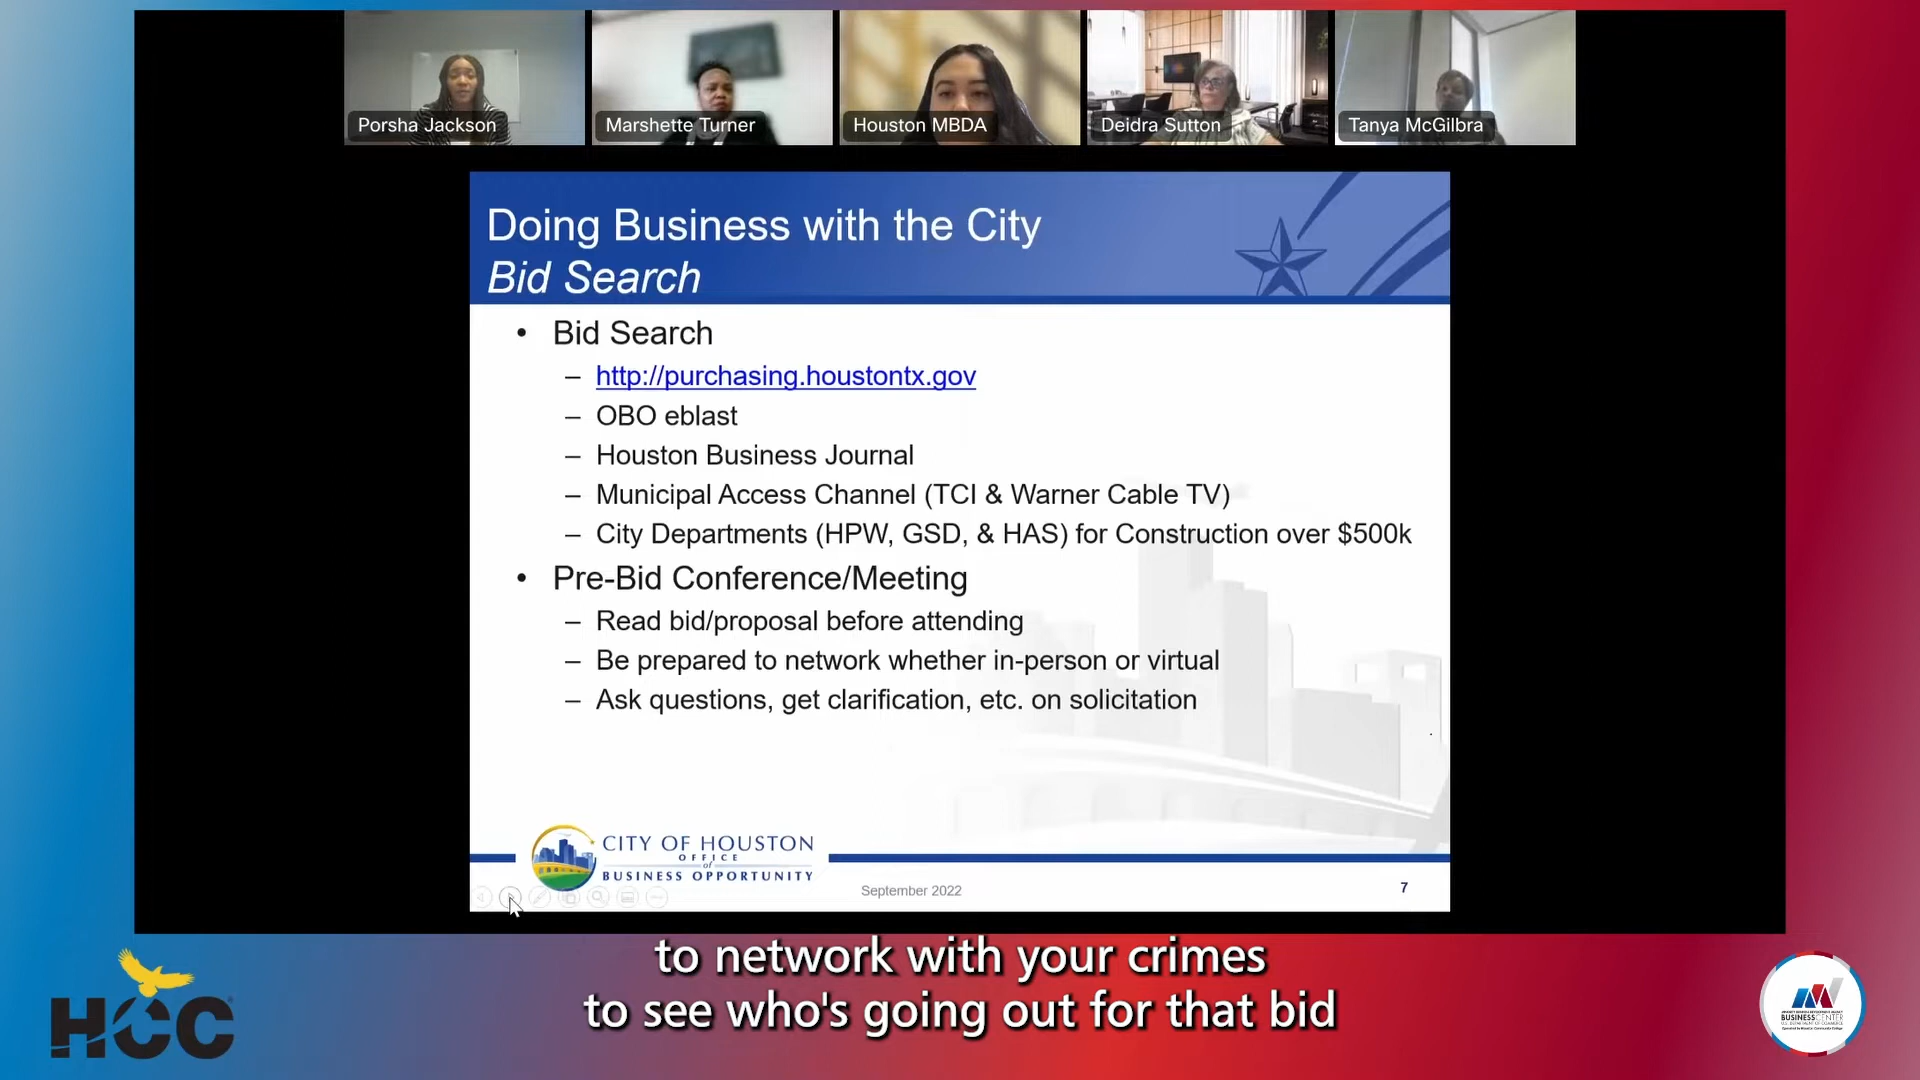 Porsha Jackson
Marshette Turner
Houston MBDA
Deidra Sutton
Tanya McGilbra
Doing Business with the City
Bid Search
• Bid Search
– http://purchasing.houstontx.gov
– OBO eblast
– Houston Business Journal
– Municipal Access Channel (TCI & Warner Cable TV)
– City Departments (HPW, GSD, & HAS) for Construction over $500k
• Pre-Bid Conference/Meeting
– Read bid/proposal before attending
– Be prepared to network whether in-person or virtual
– Ask questions, get clarification, etc. on solicitation
CITY OF HOUSTON
OFFICE
of
BUSINESS OPPORTUNITY
September 2022
7
to network with your crimes
to see who's going out for that bid
HCC
BUSINESS CENTER